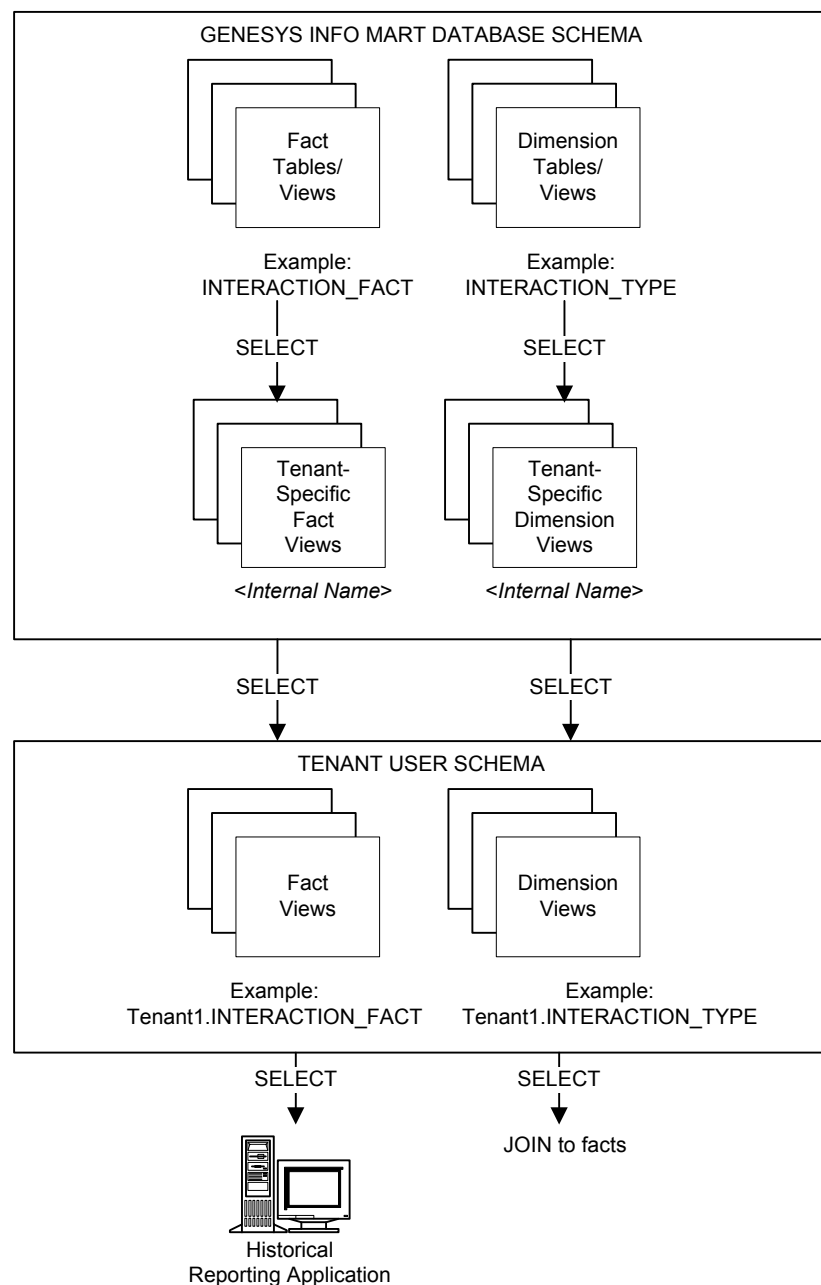 GENESYS INFO MART DATABASE SCHEMA
Fact
Tables/
Views
Dimension
Tables/
Views
Example:
INTERACTION_FACT
Example:
INTERACTION_TYPE
SELECT
SELECT
Tenant-
Specific
Fact
Views
Tenant-
Specific
Dimension
Views
<Internal Name>
<Internal Name>
SELECT
SELECT
TENANT USER SCHEMA
Fact
Views
Dimension
Views
Example:
Tenant1.INTERACTION_FACT
Example:
Tenant1.INTERACTION_TYPE
SELECT
SELECT
JOIN to facts
Historical
Reporting Application